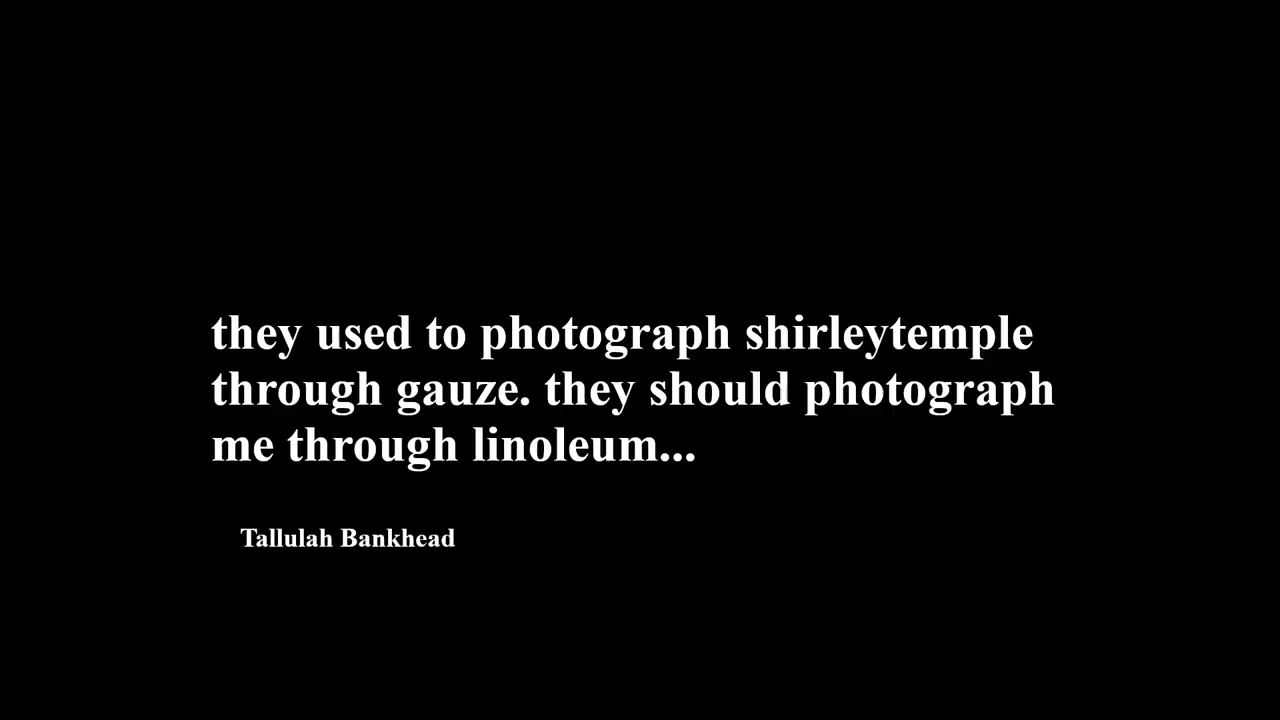 they used to photograph shirleytemple
through gauze. they should photograph
me through linoleum...
Tallulah Bankhead